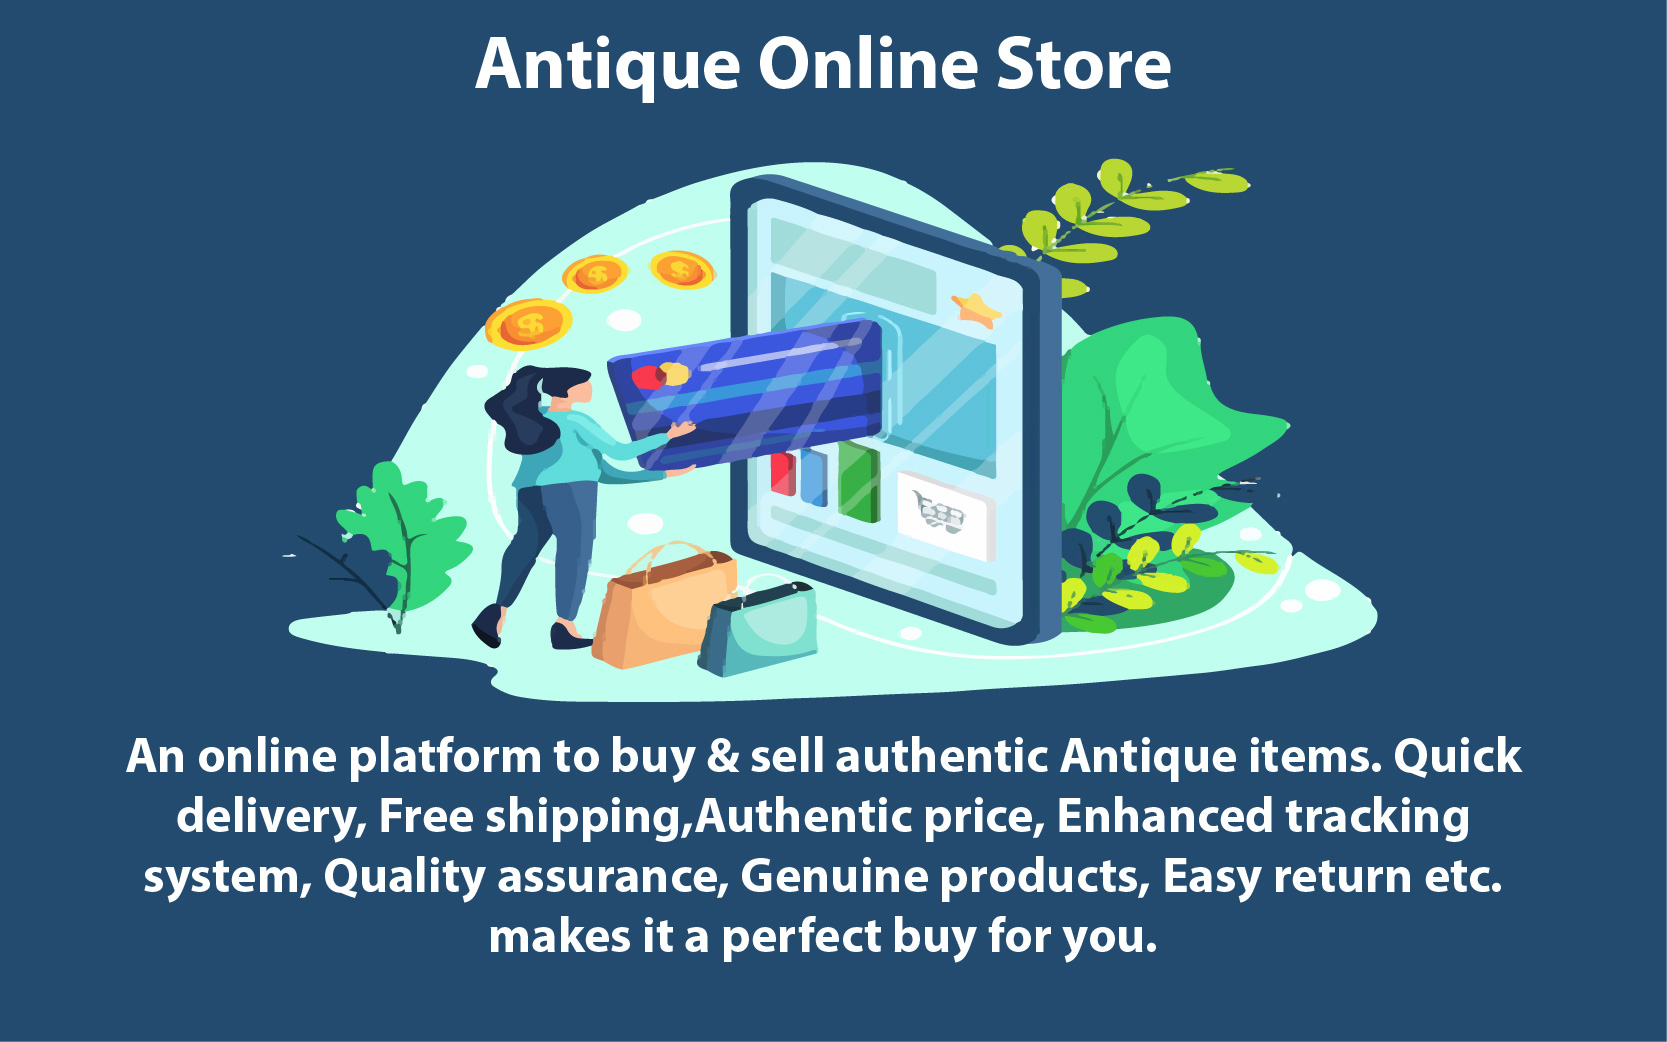 Antique Online Store
$
$
$
An online platform to buy & sell authentic Antique items. Quick
delivery, Free shipping,Authentic price, Enhanced tracking
system, Quality assurance, Genuine products, Easy return etc.
makes it a perfect buy for you.